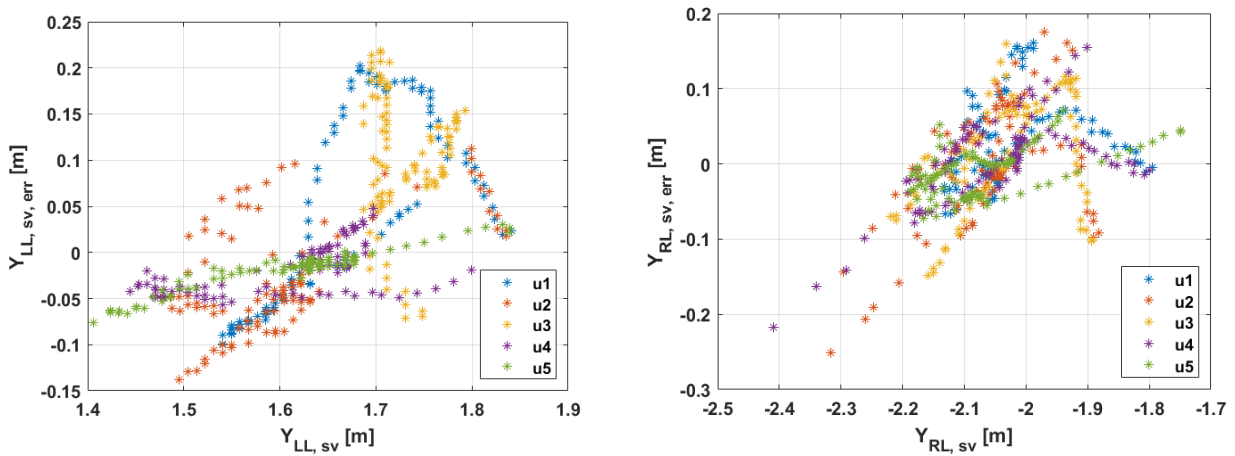 0.25
0.2
0.15
0.1
0.05
0
-0.05
-0.1
-0.15
1.4 1.5 1.6 1.7 1.8 1.9
Y_LL, sv, err [m]
Y_LL, sv [m]
u1
u2
u3
u4
u5
0.2
0.1
0
-0.1
-0.2
-0.3
-2.5 -2.4 -2.3 -2.2 -2.1 -2 -1.9 -1.8 -1.7
Y_RL, sv, err [m]
Y_RL, sv [m]
u1
u2
u3
u4
u5